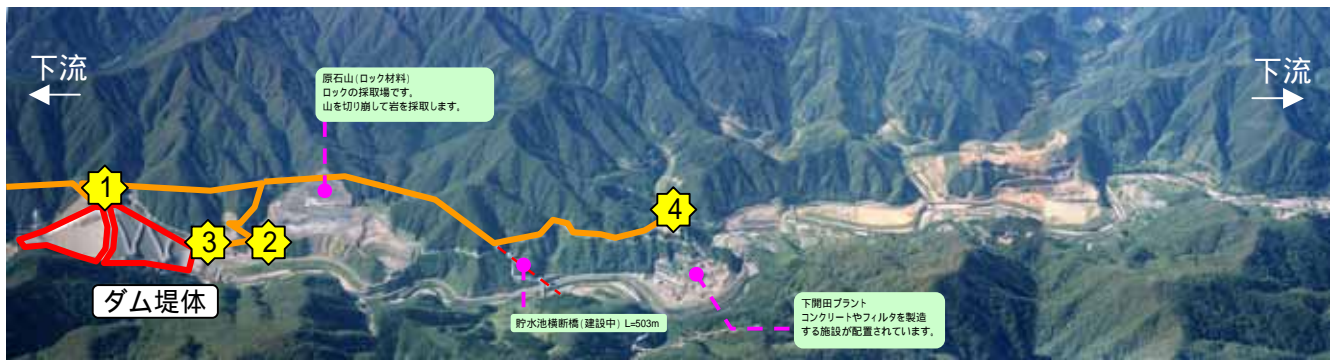 下流
下流
原石山(ロック材料)
ロックの採取場です。
山を切り崩して岩を採取します。
1
3
2
4
ダム堤体
貯水池横断橋(建設中) L=503m
下開田プラント
コンクリートやフィルタを製造
する施設が配置されています。